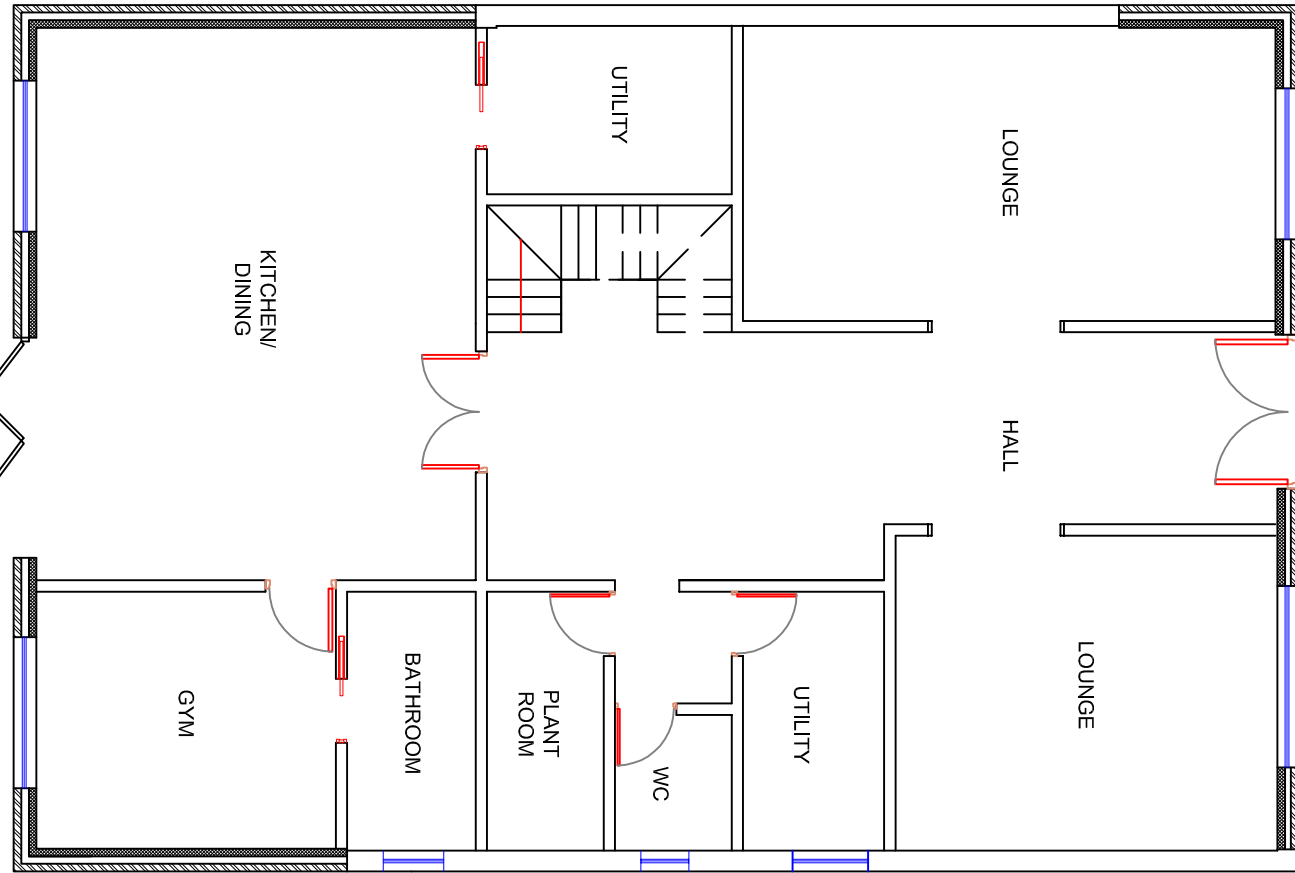 UTILITY
LOUNGE
KITCHEN/
DINING
HALL
BATHROOM
GYM
PLANT
ROOM
WC
UTILITY
LOUNGE